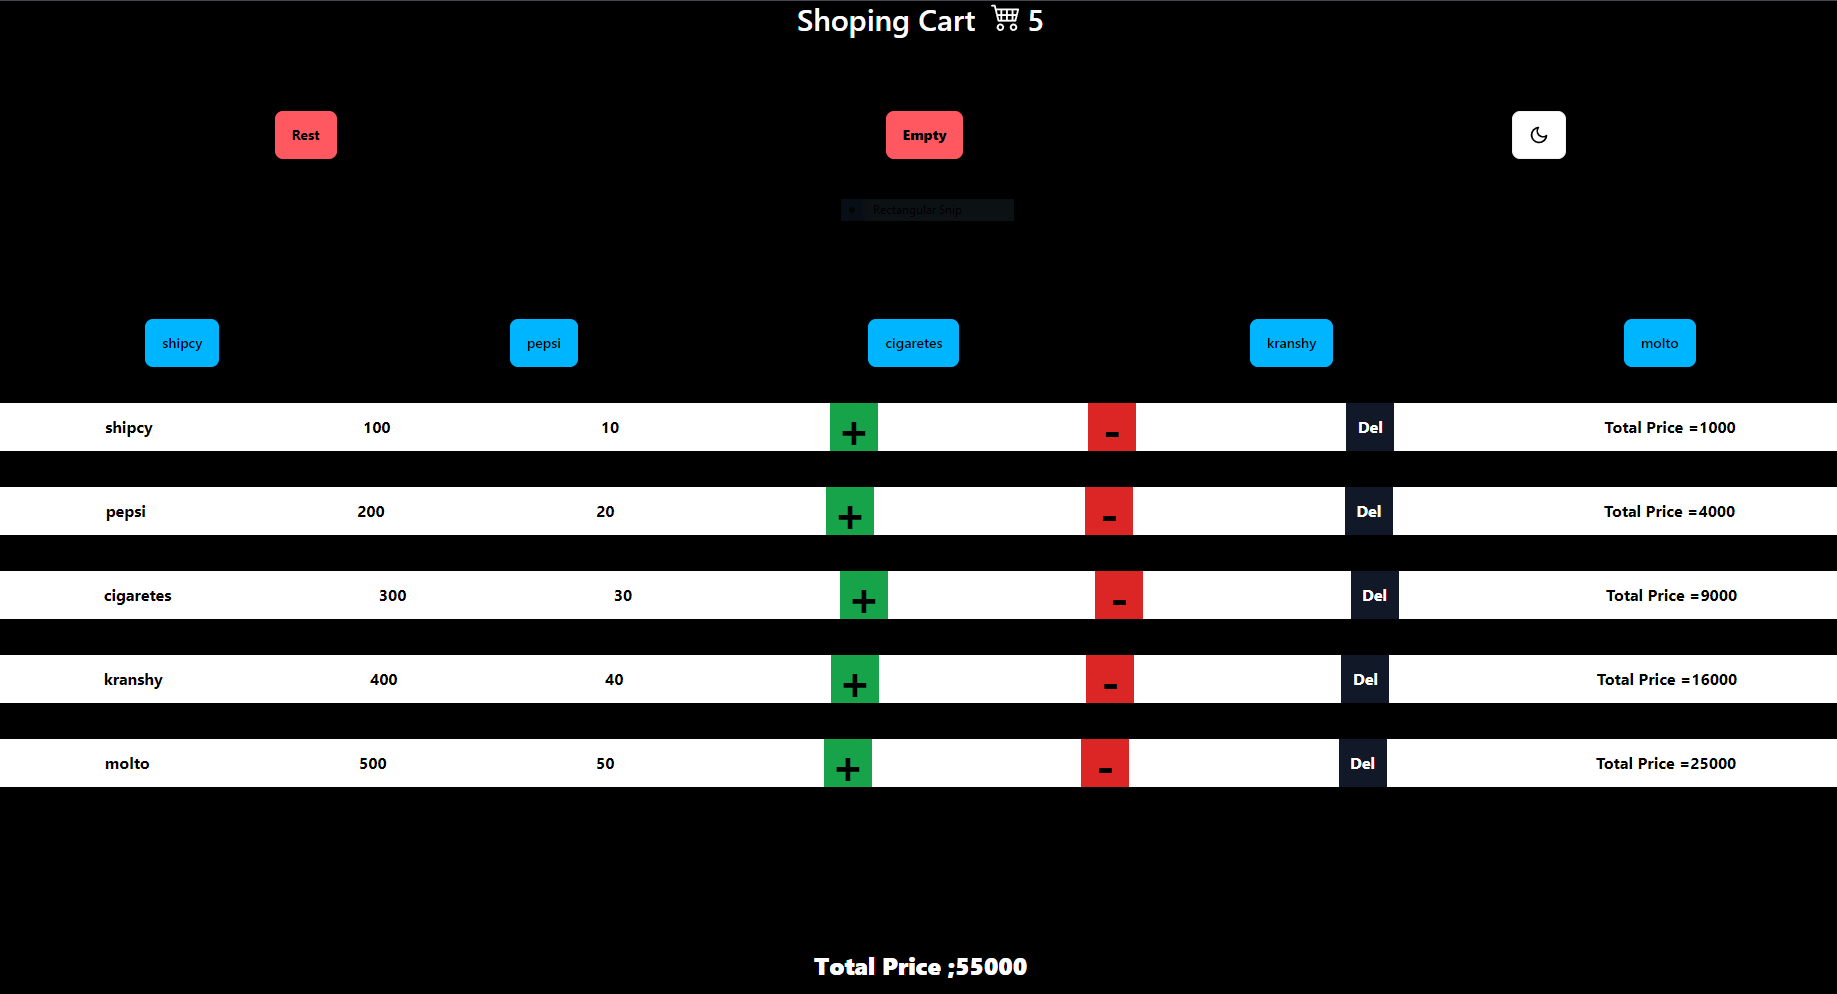 Shoping Cart 5
Rest Empty
Rectangular Snip
shipcy pepsi cigaretes kranshy molto
shipcy 100 10 + - Del Total Price =1000
pepsi 200 20 + - Del Total Price =4000
cigaretes 300 30 + - Del Total Price =9000
kranshy 400 40 + - Del Total Price =16000
molto 500 50 + - Del Total Price =25000
Total Price ;55000